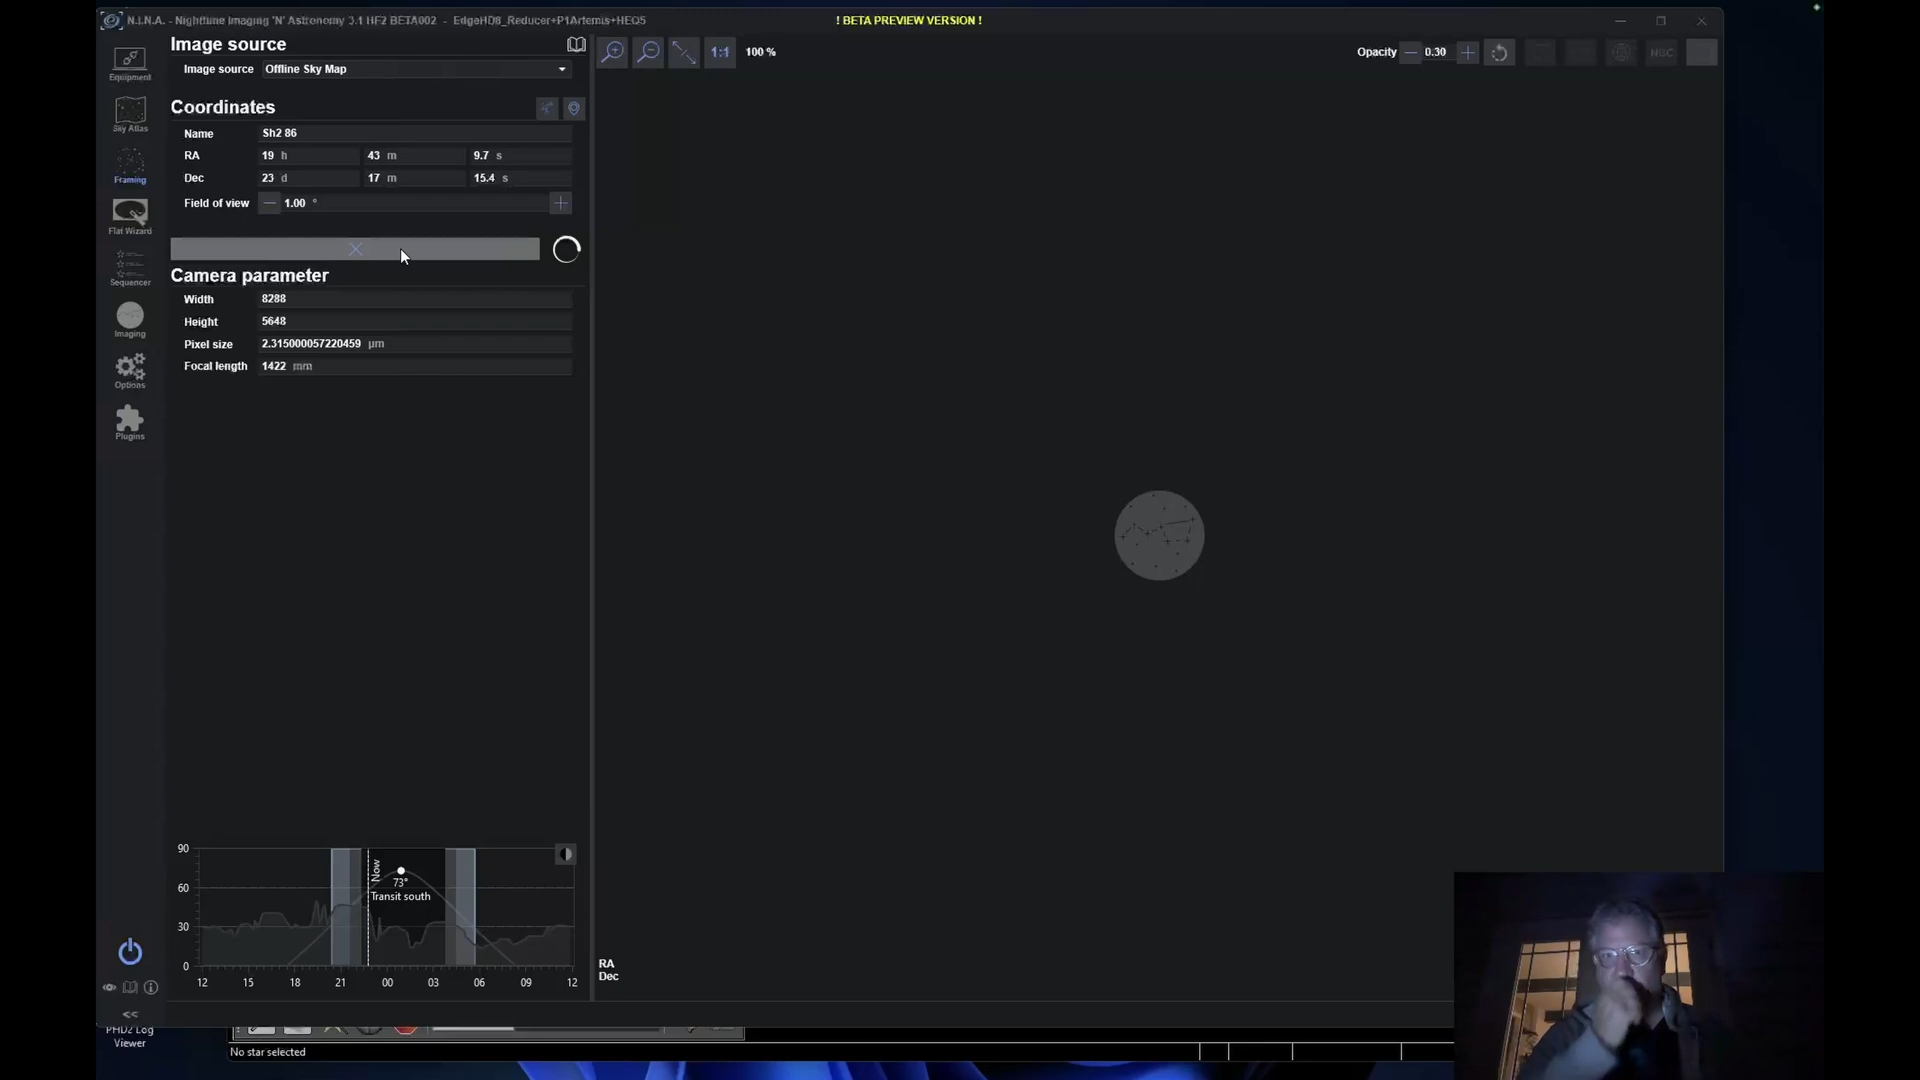 N.I.N.A. - Nighttime Imaging 'N' Astronomy 3.1 HF2 BETA002 - EdgeHD8_Reducer+P1Artemis+HEQ5
! BETA PREVIEW VERSION !
Equipment
Sky Atlas
Framing
Flat Wizard
Sequencer
Imaging
Options
Plugins
Image source
Image source Offline Sky Map
Coordinates
Name Sh2 86
RA 19 h 43 m 9.7 s
Dec 23 d 17 m 15.4 s
Field of view 1.00 °
Camera parameter
Width 8288
Height 5648
Pixel size 2.315000057220459 µm
Focal length 1422 mm
1:1 100 %
Opacity 0.30
NGC
90
60
30
0
Now
73°
Transit south
12 15 18 21 00 03 06 09 12
RA
Dec
<<
PHD2 Log
Viewer
No star selected